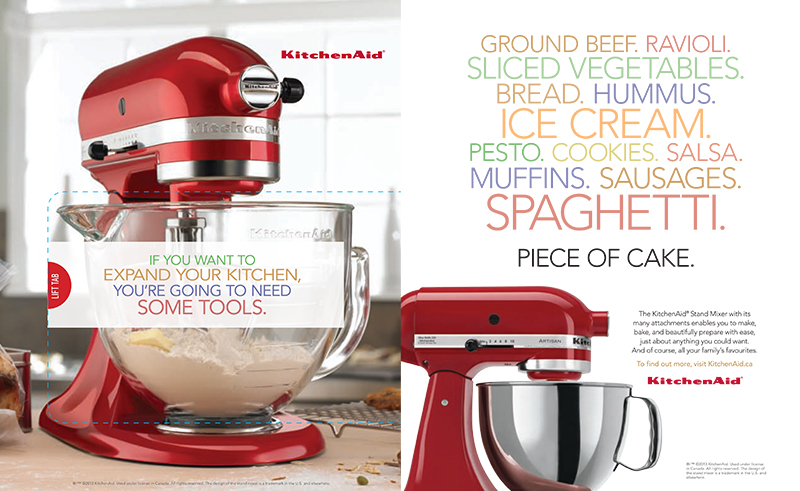 KitchenAid®
KitchenAid
KitchenAid
IF YOU WANT TO
EXPAND YOUR KITCHEN,
YOU'RE GOING TO NEED
SOME TOOLS.
LIFT TAB
GROUND BEEF. RAVIOLI.
SLICED VEGETABLES.
BREAD. HUMMUS.
ICE CREAM.
PESTO. COOKIES. SALSA.
MUFFINS. SAUSAGES.
SPAGHETTI.
PIECE OF CAKE.
The KitchenAid® Stand Mixer with its
many attachments enables you to make,
bake, and beautifully prepare with ease,
just about anything you could want.
And of course, all your family's favourites.
To find out more, visit KitchenAid.ca
KitchenAid®
ARTISAN